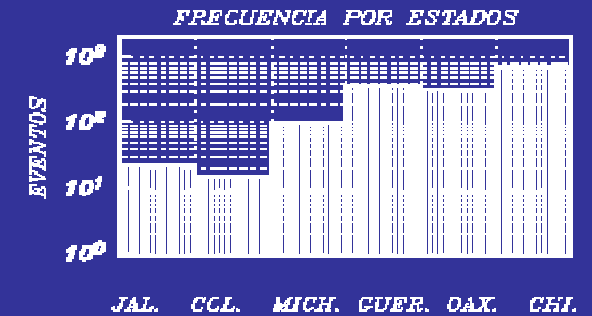 FRECUENCIA POR ESTADOS
10³
10²
10¹
10⁰
EVENTOS
JAL. COL. MICH. GUER. OAX. CHI.